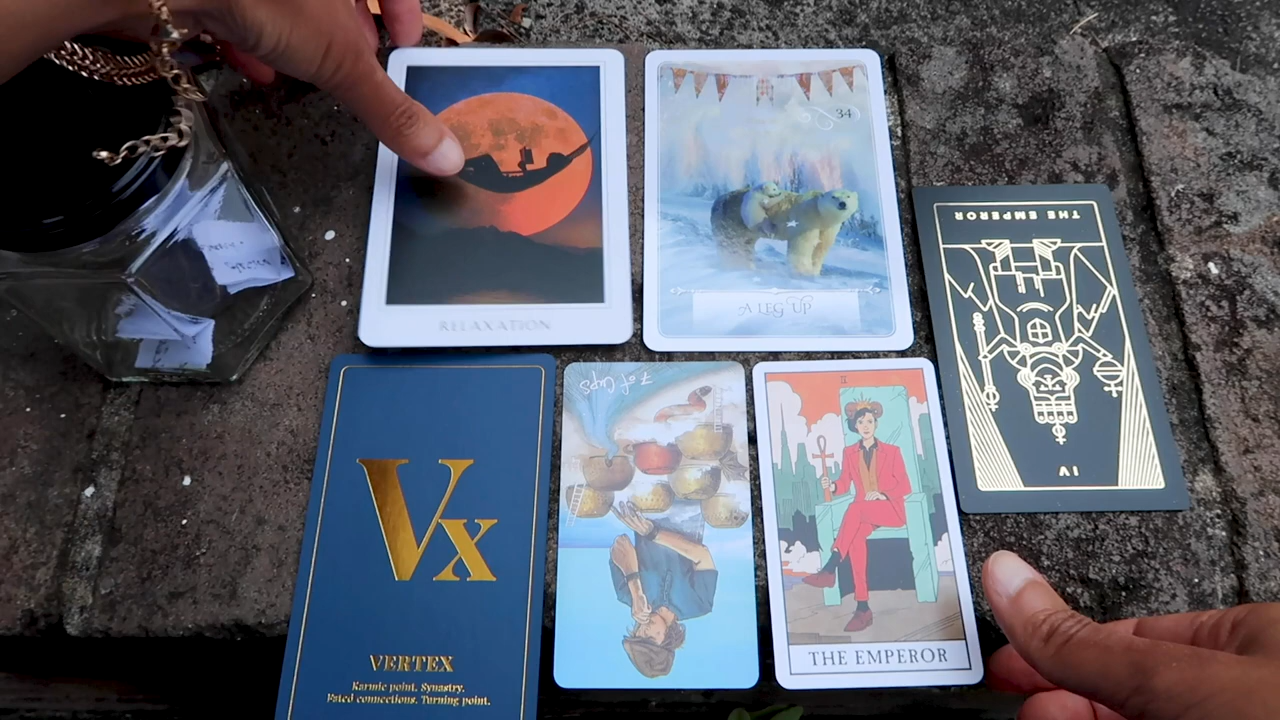 RELAXATION
34
A LEG UP
THE EMPEROR
IV
Vx
VERTEX
Karmic point. Synastry.
Fated connections. Turning point.
7 of Cups
THE EMPEROR